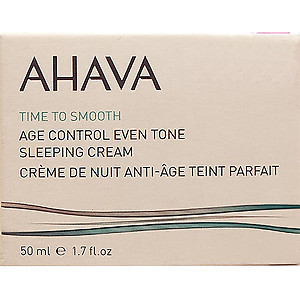 AHAVA
TIME TO SMOOTH
AGE CONTROL EVEN TONE
SLEEPING CREAM
CRÈME DE NUIT ANTI-ÂGE TEINT PARFAIT
50 ml ℮ 1.7 fl.oz